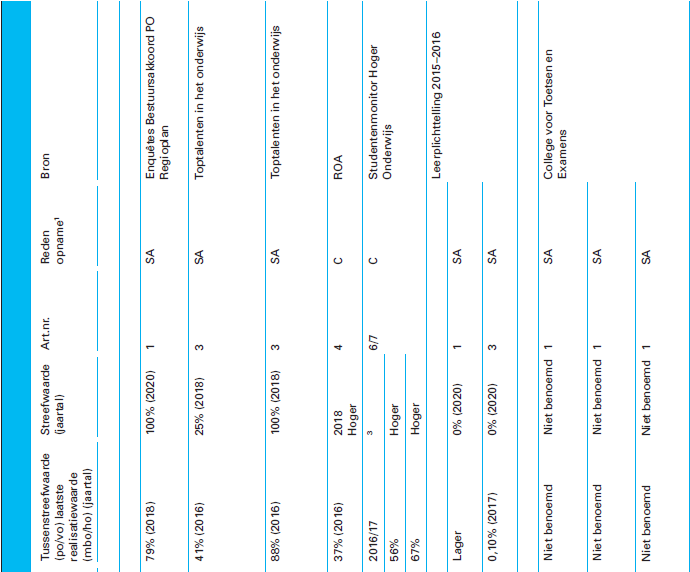 Tussenstreefwaarde
(po/vo) laatste
realisatiewaarde
(mbo/ho) (jaartal)
Streefwaarde
(jaartal)
Art.nr.
Reden
opname¹
Bron
79% (2018)
100% (2020)
1
SA
Enquêtes Bestuursakkoord PO
Regioplan
41% (2016)
25% (2018)
3
SA
Toptalenten in het onderwijs
88% (2016)
100% (2018)
3
SA
Toptalenten in het onderwijs
37% (2016)
2018
Hoger
4
C
ROA
2016/17
3
6/7
C
Studentenmonitor Hoger
Onderwijs
56%
Hoger
67%
Hoger
Leerplichttelling 2015–2016
Lager
0% (2020)
1
SA
0,10% (2017)
0% (2020)
3
SA
Niet benoemd
Niet benoemd
1
SA
College voor Toetsen en
Examens
Niet benoemd
Niet benoemd
1
SA
Niet benoemd
Niet benoemd
1
SA